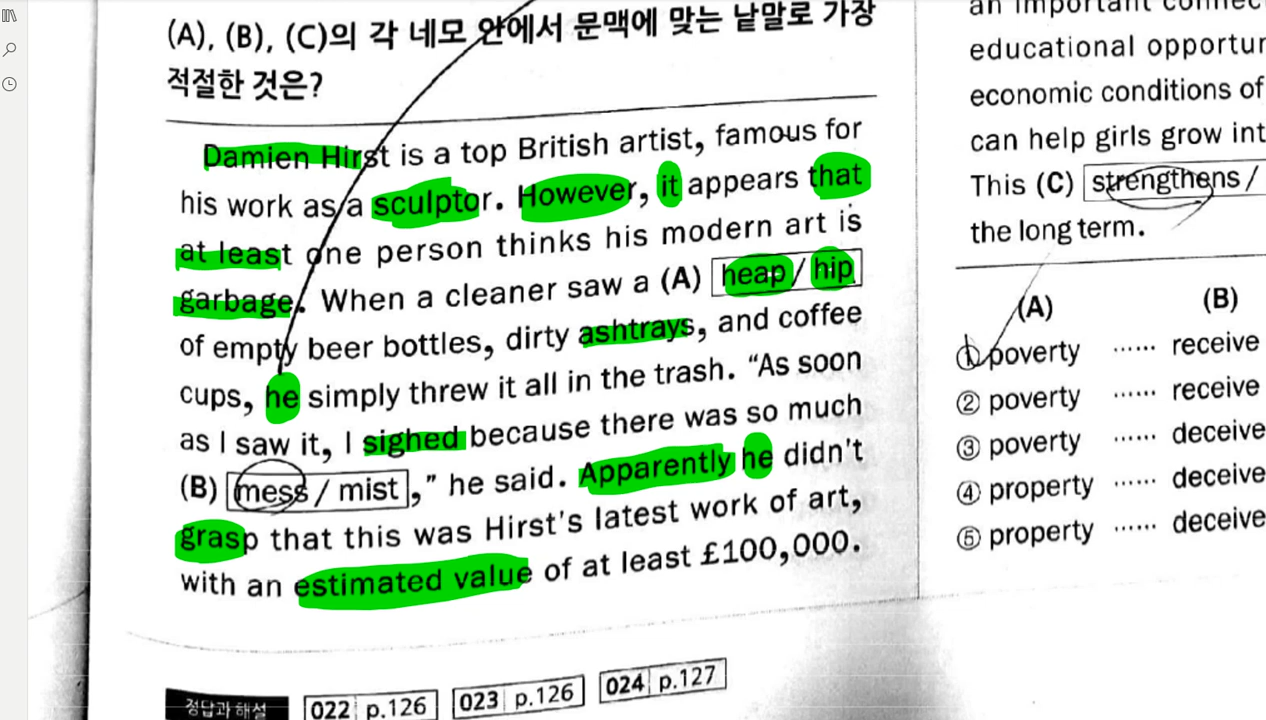 (A), (B), (C)의 각 네모 안에서 문맥에 맞는 낱말로 가장
적절한 것은?
Damien Hirst is a top British artist, famous for
his work as a sculptor. However, it appears that
at least one person thinks his modern art is
garbage. When a cleaner saw a (A) heap / hip
of empty beer bottles, dirty ashtrays, and coffee
cups, he simply threw it all in the trash. “As soon
as I saw it, I sighed because there was so much
(B) mess / mist,” he said. Apparently he didn't
grasp that this was Hirst's latest work of art,
with an estimated value of at least £100,000.
정답과 해설 022 p.126 023 p.126 024 p.127
an important
educational
economic conditions of
can help girls grow
This (C) strengthens /
the long term.
(A) (B)
① poverty …… receive
② poverty …… receive
③ poverty …… deceive
④ property …… deceive
⑤ property …… deceive